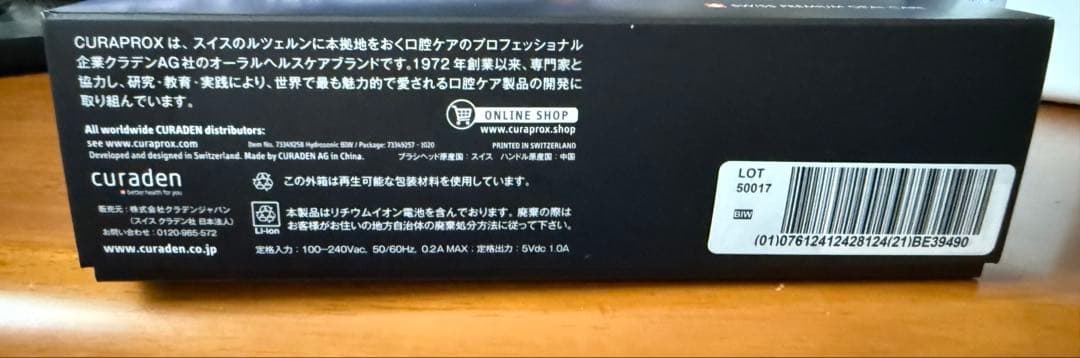 SWISS PREMIUM ORAL CARE
CURAPROX は、スイスのルツェルンに本拠地をおく口腔ケアのプロフェッショナル
企業クラデンAG 社のオーラルヘルスケアブランドです。1972 年創業以来、専門家と
協力し、研究・教育・実践により、世界で最も魅力的で愛される口腔ケア製品の開発に
取り組んでいます。
ONLINE SHOP
www.curaprox.shop
All worldwide CURADEN distributors:
see www.curaprox.com
Item No. 73349258 Hydrosonic BIW / Package: 73349257 - 1020
PRINTED IN SWITZERLAND
Developed and designed in Switzerland. Made by CURADEN AG in China.
ブラシヘッド原産国：スイス ハンドル原産国：中国
curaden
better health for you
この外箱は再生可能な包装材料を使用しています。
販売元：株式会社クラデンジャパン
（スイス クラデン社 日本法人）
お問い合わせ：0120-965-572
www.curaden.co.jp
Li-ion
本製品はリチウムイオン電池を含んでおります。廃棄の際は
お客様がお住いの地方自治体の廃棄処分方法に従って下さい。
定格入力：100–240Vac, 50/60Hz, 0.2A MAX；定格出力：5Vdc 1.0A
LOT
50017
BIW
(01)07612412428124(21)BE39490